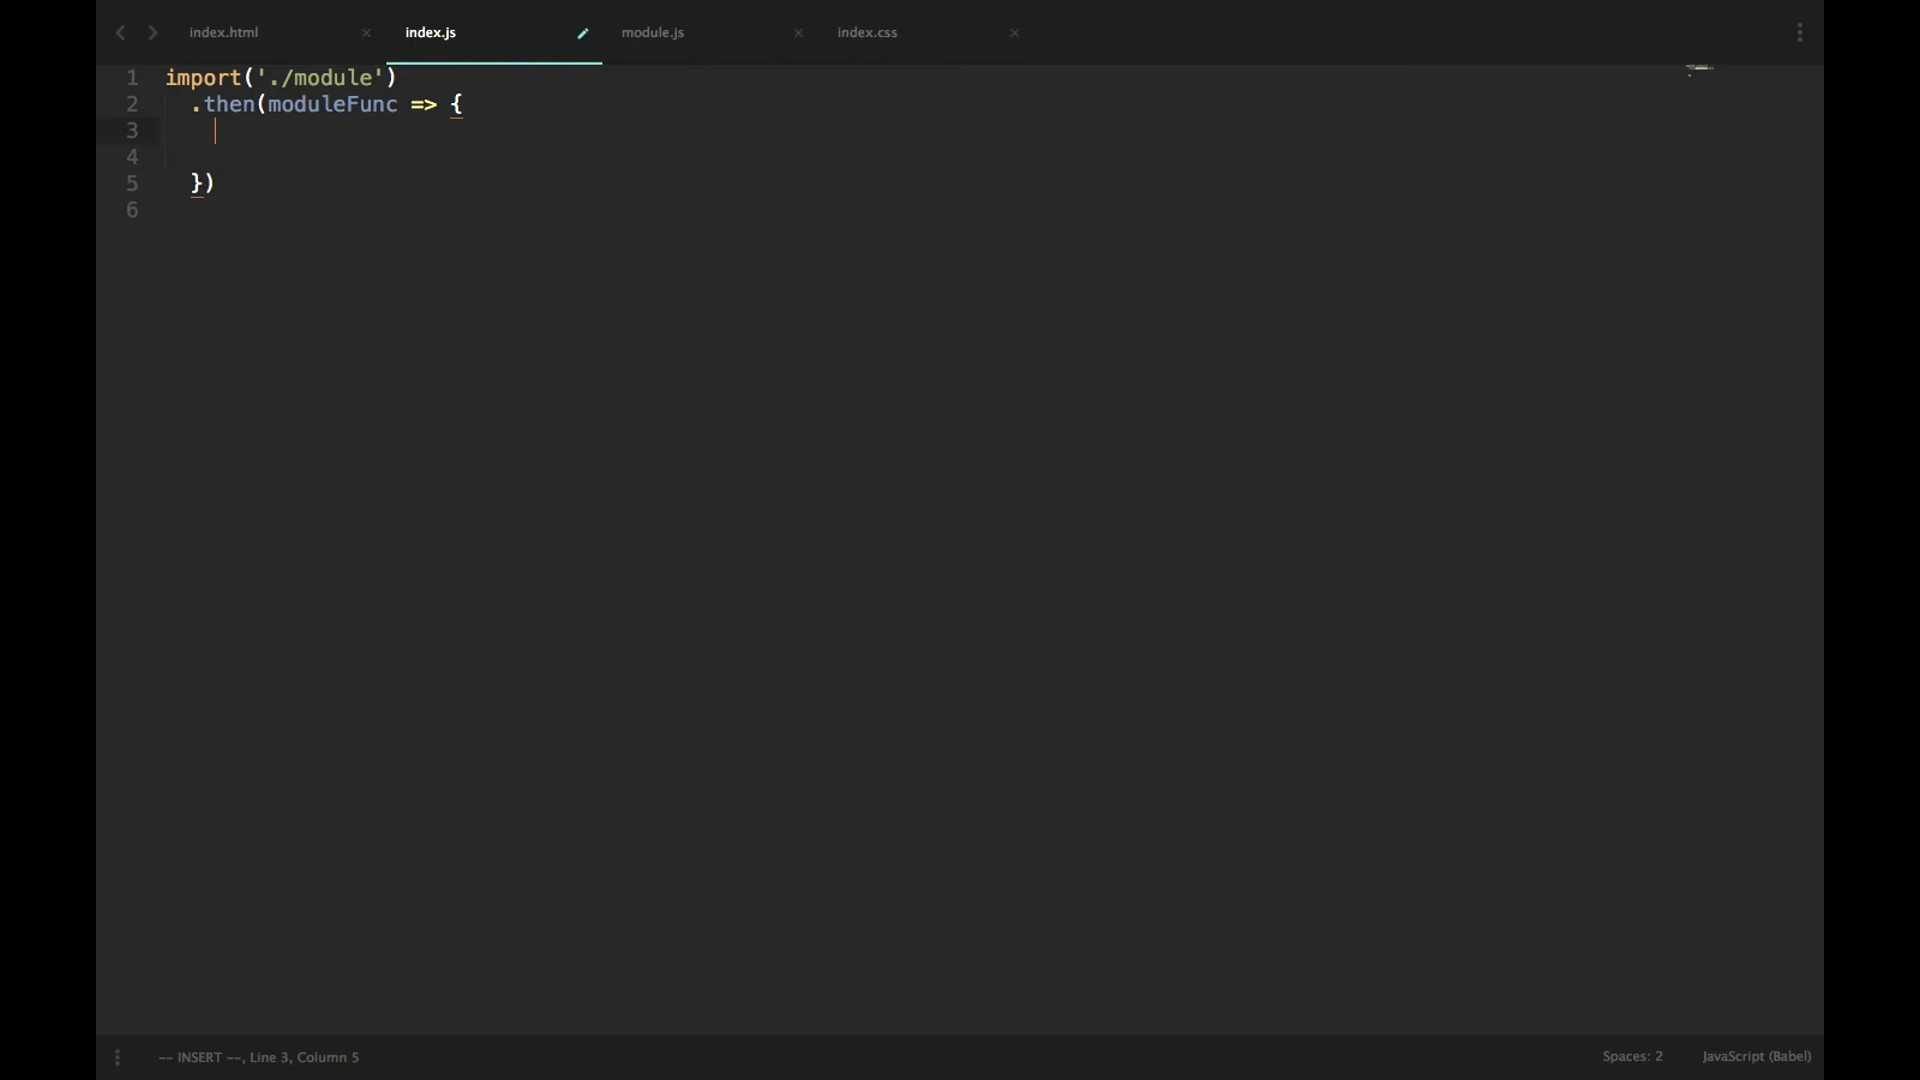 index.html
index.js
module.js
index.css
1 import('./module')
2 .then(moduleFunc => {
3
4
5 })
6
-- INSERT --, Line 3, Column 5
Spaces: 2
JavaScript (Babel)